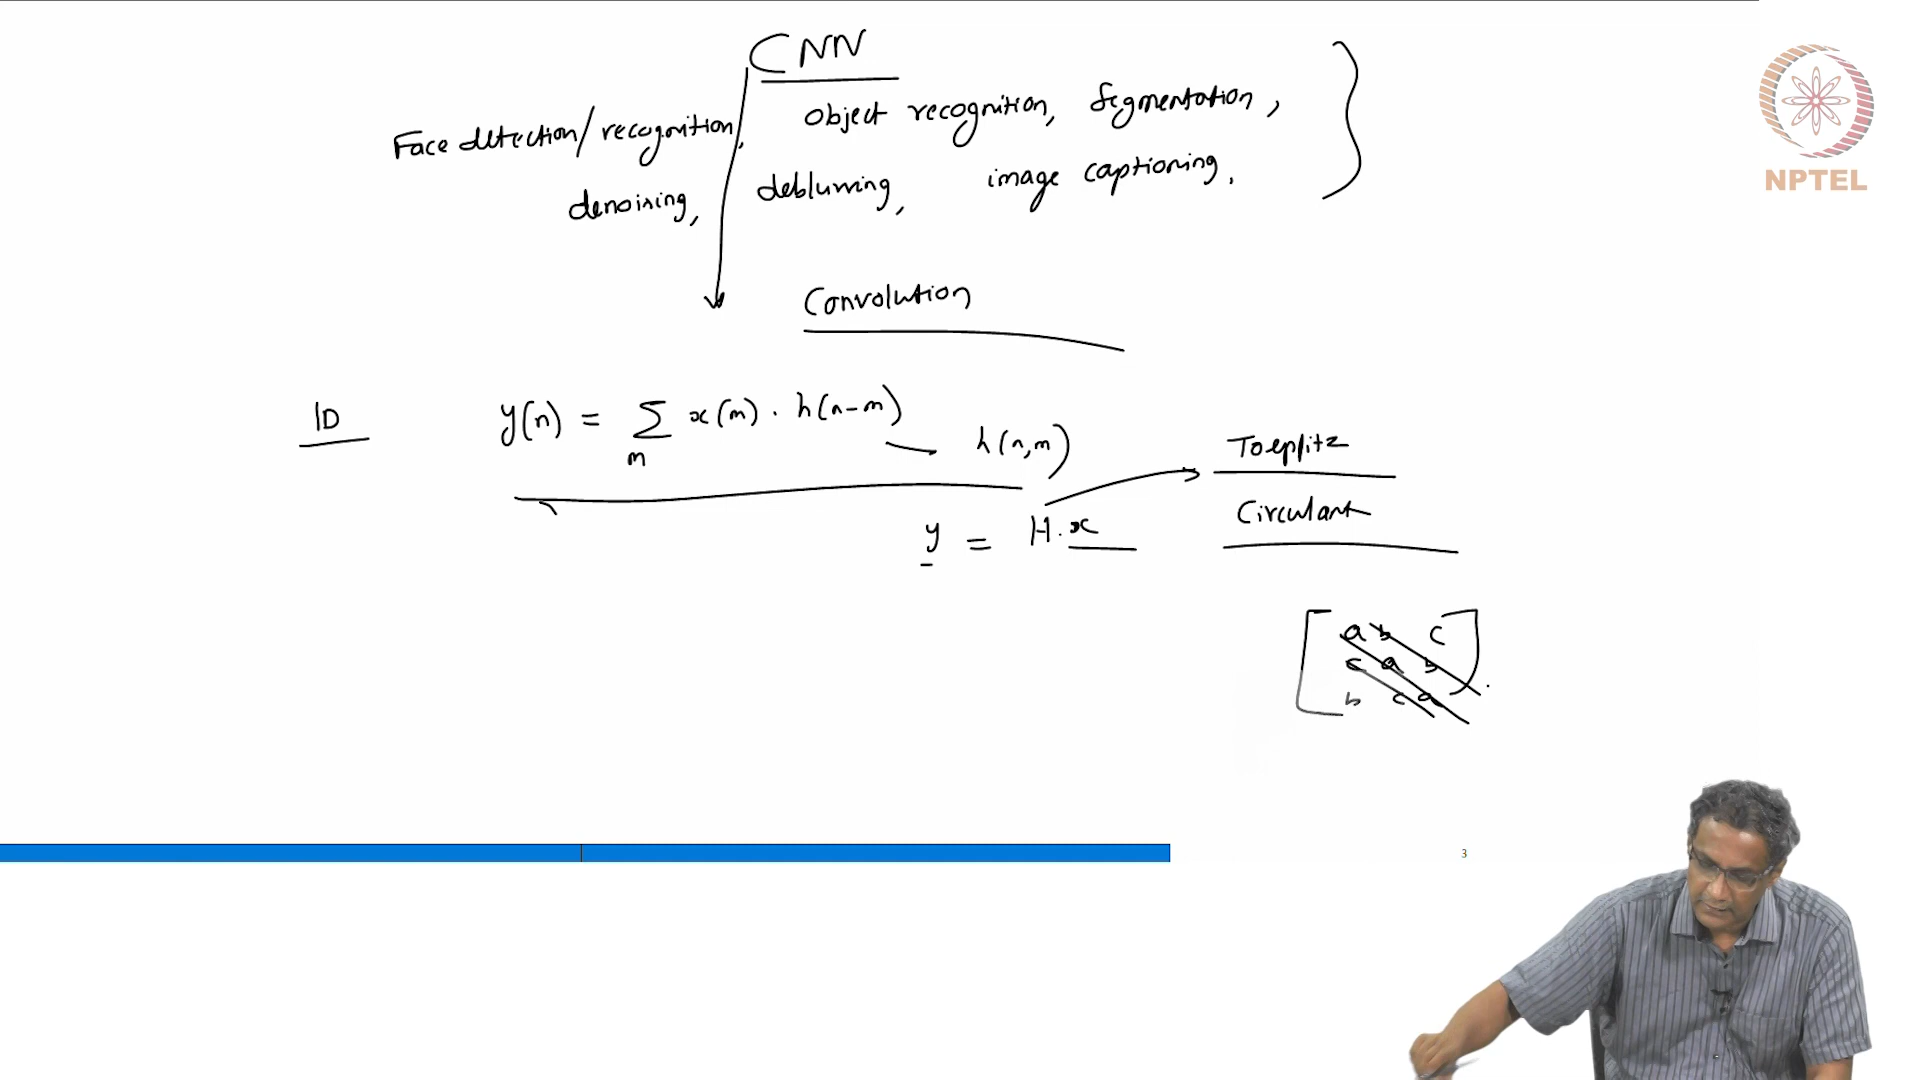 CNN
Face detection/recognition, object recognition, Segmentation,
denoising, deblurring, image captioning,
NPTEL
Convolution
1D
y(n) = ∑ x(m) · h(n-m)
m
h(n,m)
Toeplitz
Circulant
y = H·x
a b c
c a b
b c a
3